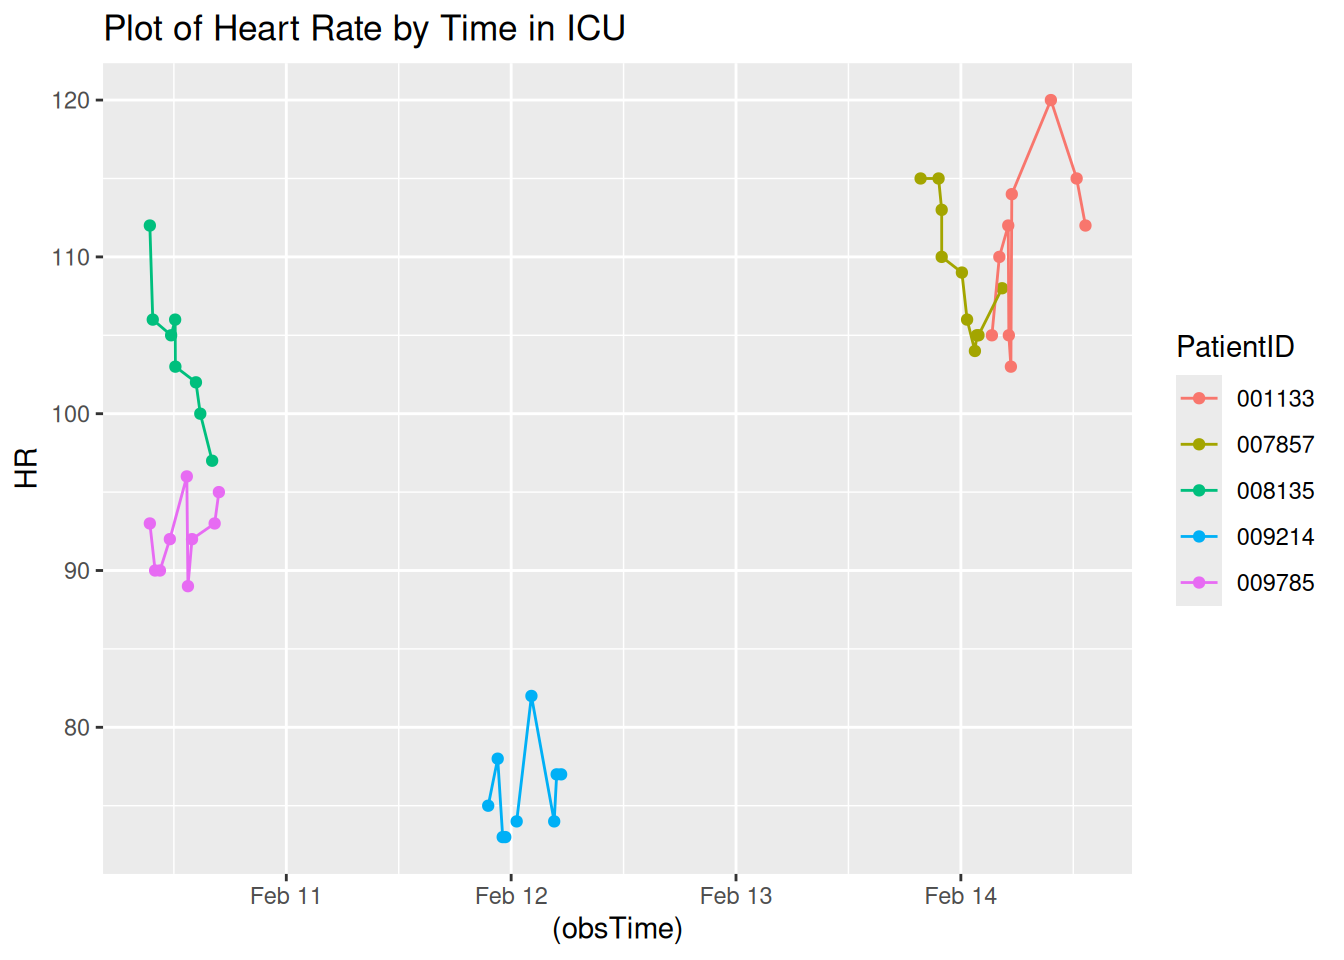 Plot of Heart Rate by Time in ICU
120
110
100
90
80
HR
Feb 11
Feb 12
Feb 13
Feb 14
(obsTime)
PatientID
001133
007857
008135
009214
009785